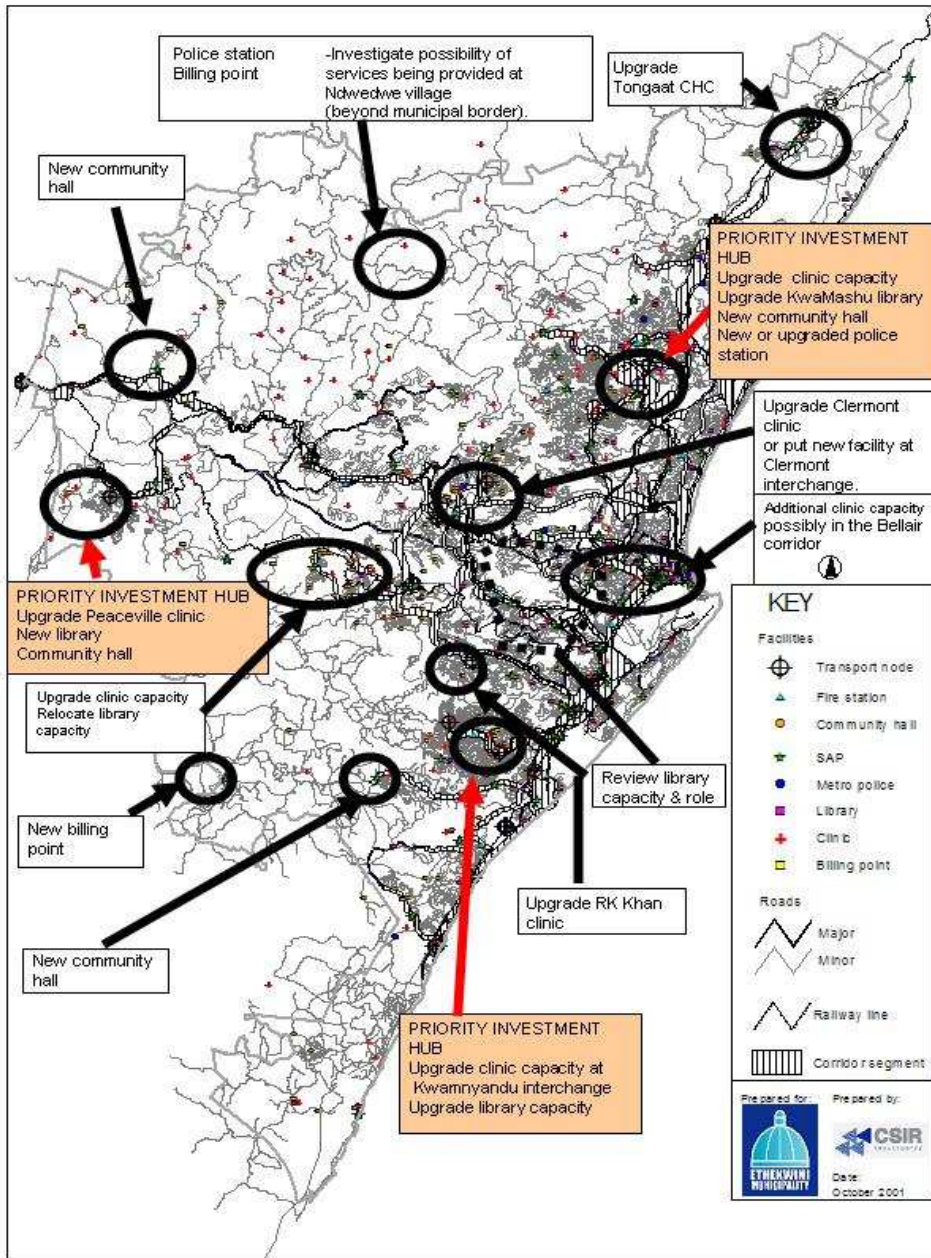 Police station -Investigate possibility of
Billing point services being provided at
Ndwedwe village
(beyond municipal border).
Upgrade
Tongaat CHC
New community
hall
PRIORITY INVESTMENT
HUB
Upgrade clinic capacity
Upgrade KwaMashu library
New community hall
New or upgraded police
station
Upgrade Clermont
clinic
or put new facility at
Clermont
interchange.
Additional clinic capacity
possibly in the Bellair
corridor
PRIORITY INVESTMENT HUB
Upgrade Peaceville clinic
New library
Community hall
Upgrade clinic capacity
Relocate library
capacity
New billing
point
New community
hall
Review library
capacity & role
Upgrade RK Khan
clinic
PRIORITY INVESTMENT
HUB
Upgrade clinic capacity at
Kwamnyandu interchange
Upgrade library capacity
KEY
Facilities
Transport node
Fire station
Community hall
SAP
Metro police
Library
Clinic
Billing point
Roads
Major
Minor
Railway line
Corridor segment
Prepared for:
ETHEKWINI
MUNICIPALITY
Prepared by:
CSIR
Date:
October 2001